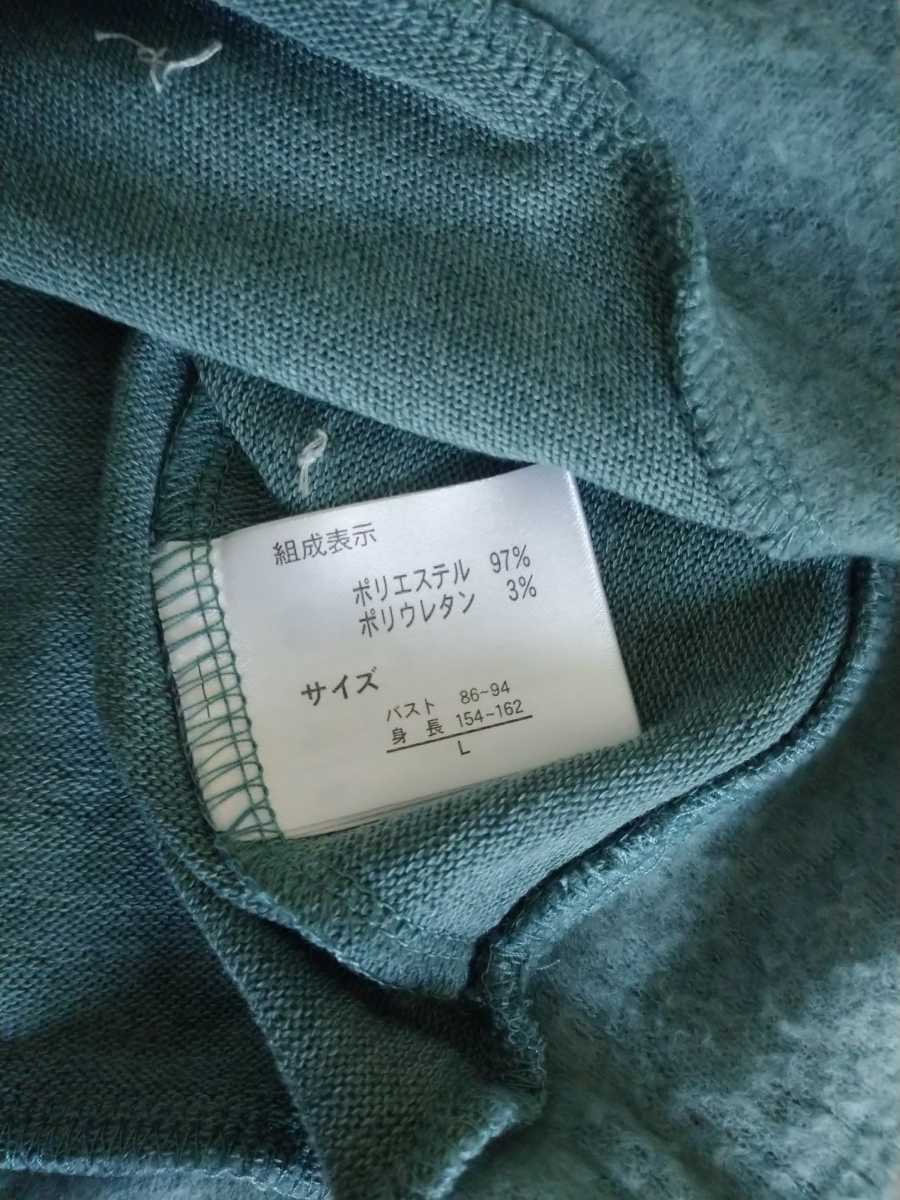 組成表示
ポリエステル 97%
ポリウレタン 3%
サイズ
バスト 86~94
身長 154~162
L